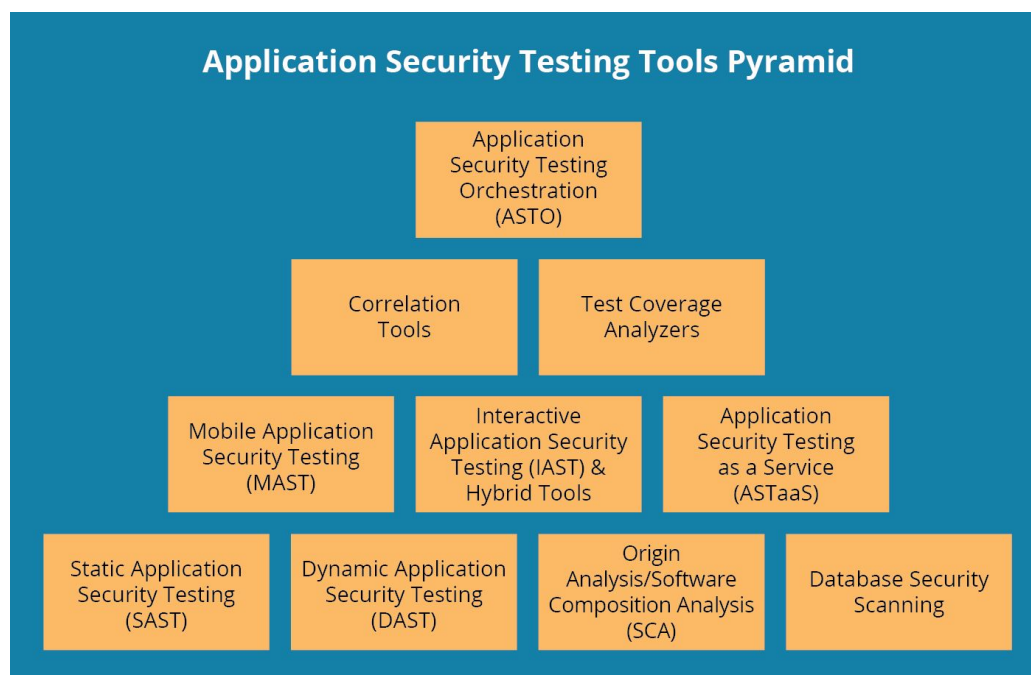 Application Security Testing Tools Pyramid
Application
Security Testing
Orchestration
(ASTO)
Correlation
Tools
Test Coverage
Analyzers
Mobile Application
Security Testing
(MAST)
Interactive
Application Security
Testing (IAST) &
Hybrid Tools
Application
Security Testing
as a Service
(ASTaaS)
Static Application
Security Testing
(SAST)
Dynamic Application
Security Testing
(DAST)
Origin
Analysis/Software
Composition Analysis
(SCA)
Database Security
Scanning